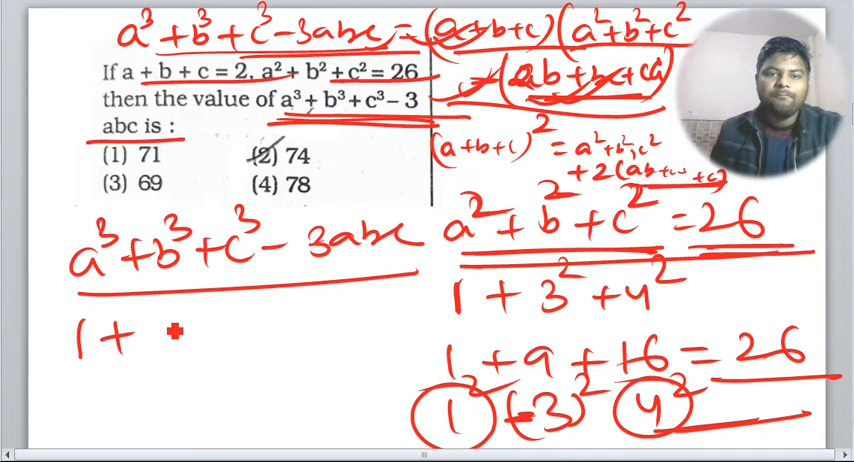 a³+b³+c³-3abc=(a+b+c)(a²+b²+c²
-(ab+bc+ca)
If a + b + c = 2, a² + b² + c² = 26
then the value of a³ + b³ + c³ – 3
abc is :
(1) 71 (2) 74
(3) 69 (4) 78
(a+b+c)² = a²+b²+c²
+2(ab+
a²+b²+c² = 26
a³+b³+c³-3abc
1+3²+4²
1+
1+9+16=26
1² (-3)² 4²